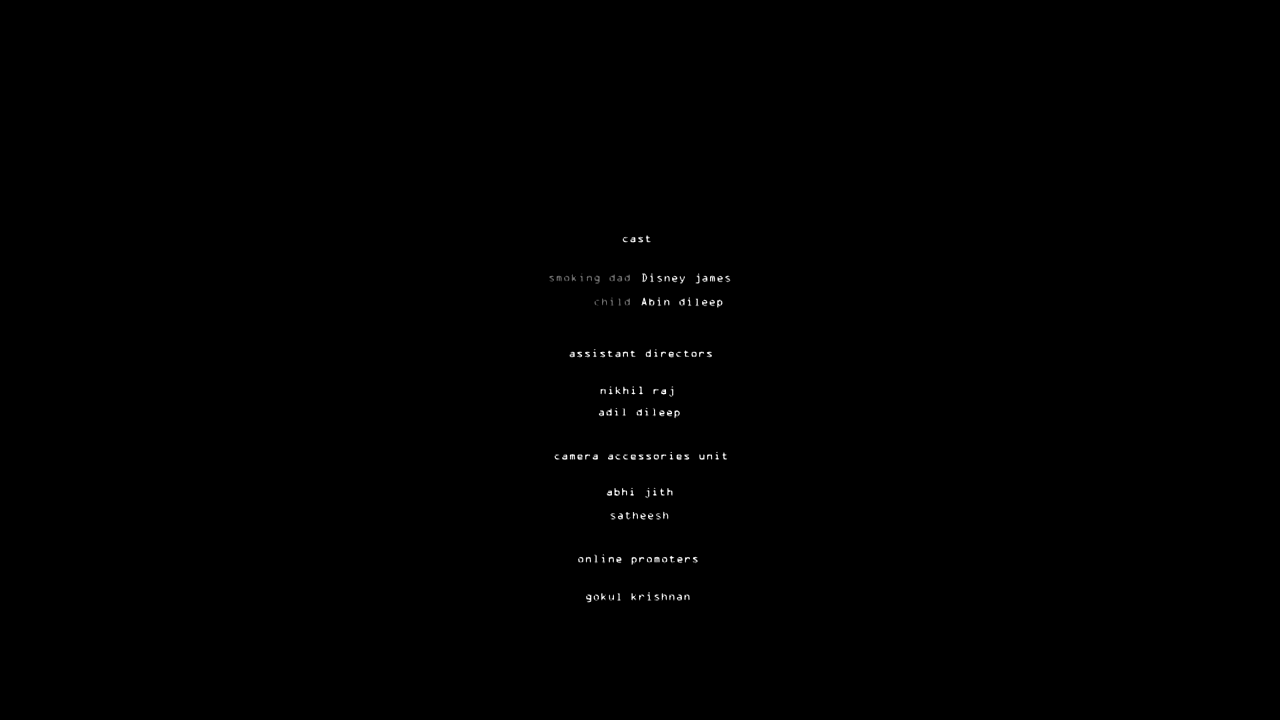 cast
smoking dad Disney james
child Abin dileep
assistant directors
nikhil raj
adil dileep
camera accessories unit
abhi jith
satheesh
online promoters
gokul krishnan